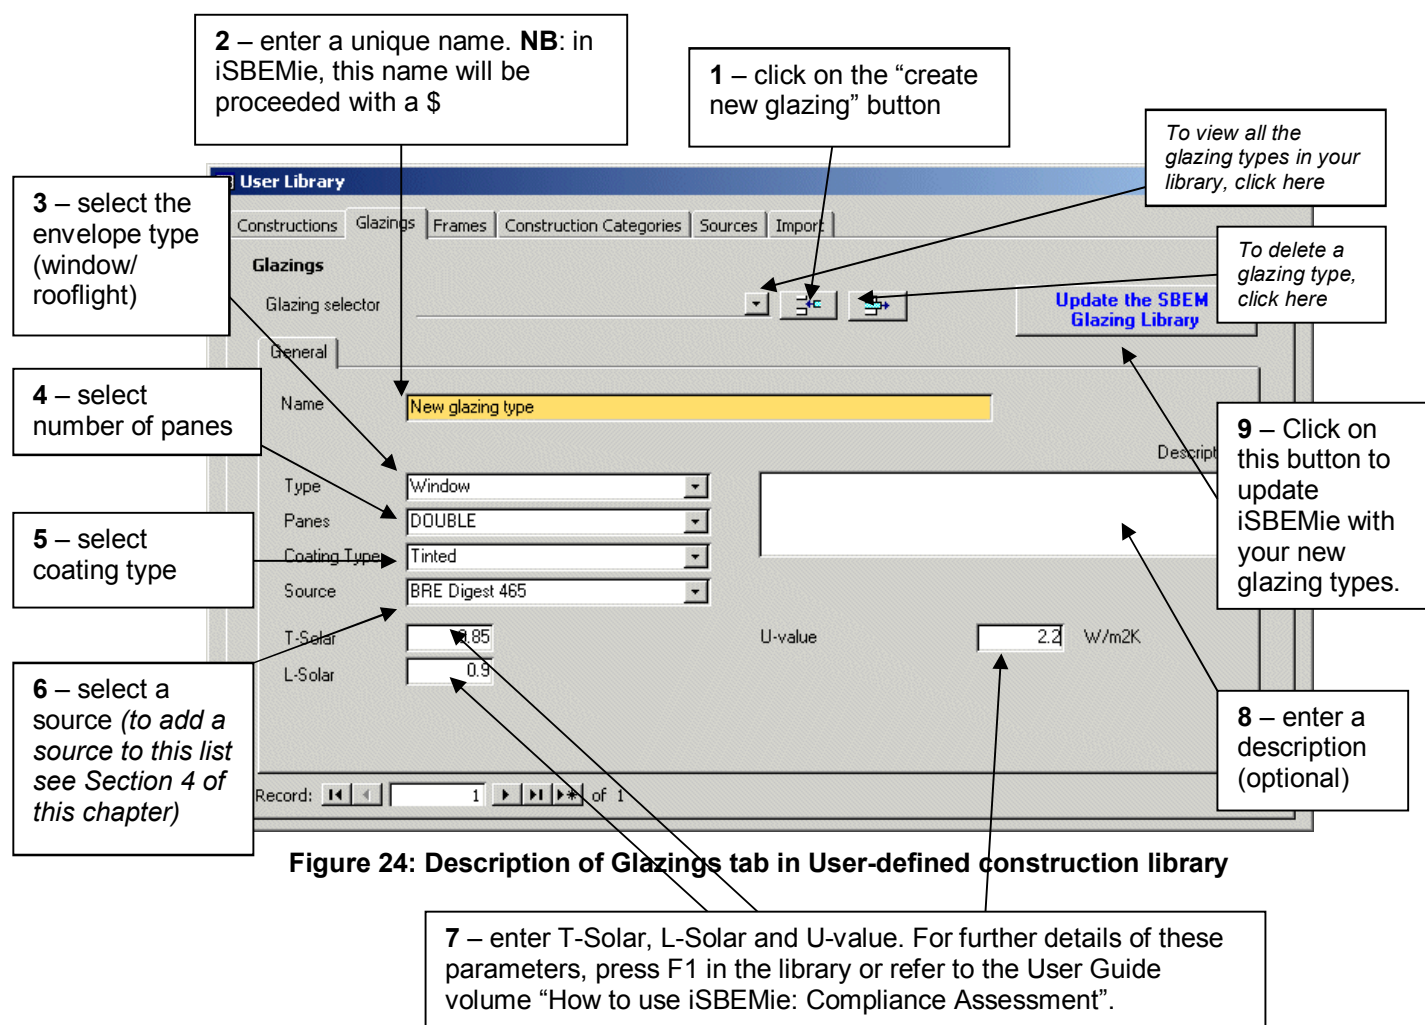 2 – enter a unique name. NB: in
iSBEMie, this name will be
proceeded with a $
1 – click on the “create
new glazing” button
To view all the
glazing types in your
library, click here
3 – select the
envelope type
(window/
rooflight)
User Library
Constructions Glazings Frames Construction Categories Sources Import
To delete a
glazing type,
click here
Glazings
Glazing selector
Update the SBEM
Glazing Library
General
4 – select
number of panes
Name New glazing type
9 – Click on
this button to
update
iSBEMie with
your new
glazing types.
Descript
Type Window
Panes DOUBLE
5 – select
coating type
Coating Type Tinted
Source BRE Digest 465
T-Solar 0.85
U-value 2.2 W/m2K
L-Solar 0.9
6 – select a
source (to add a
source to this list
see Section 4 of
this chapter)
8 – enter a
description
(optional)
Record: 1 of 1
Figure 24: Description of Glazings tab in User-defined construction library
7 – enter T-Solar, L-Solar and U-value. For further details of these
parameters, press F1 in the library or refer to the User Guide
volume “How to use iSBEMie: Compliance Assessment”.